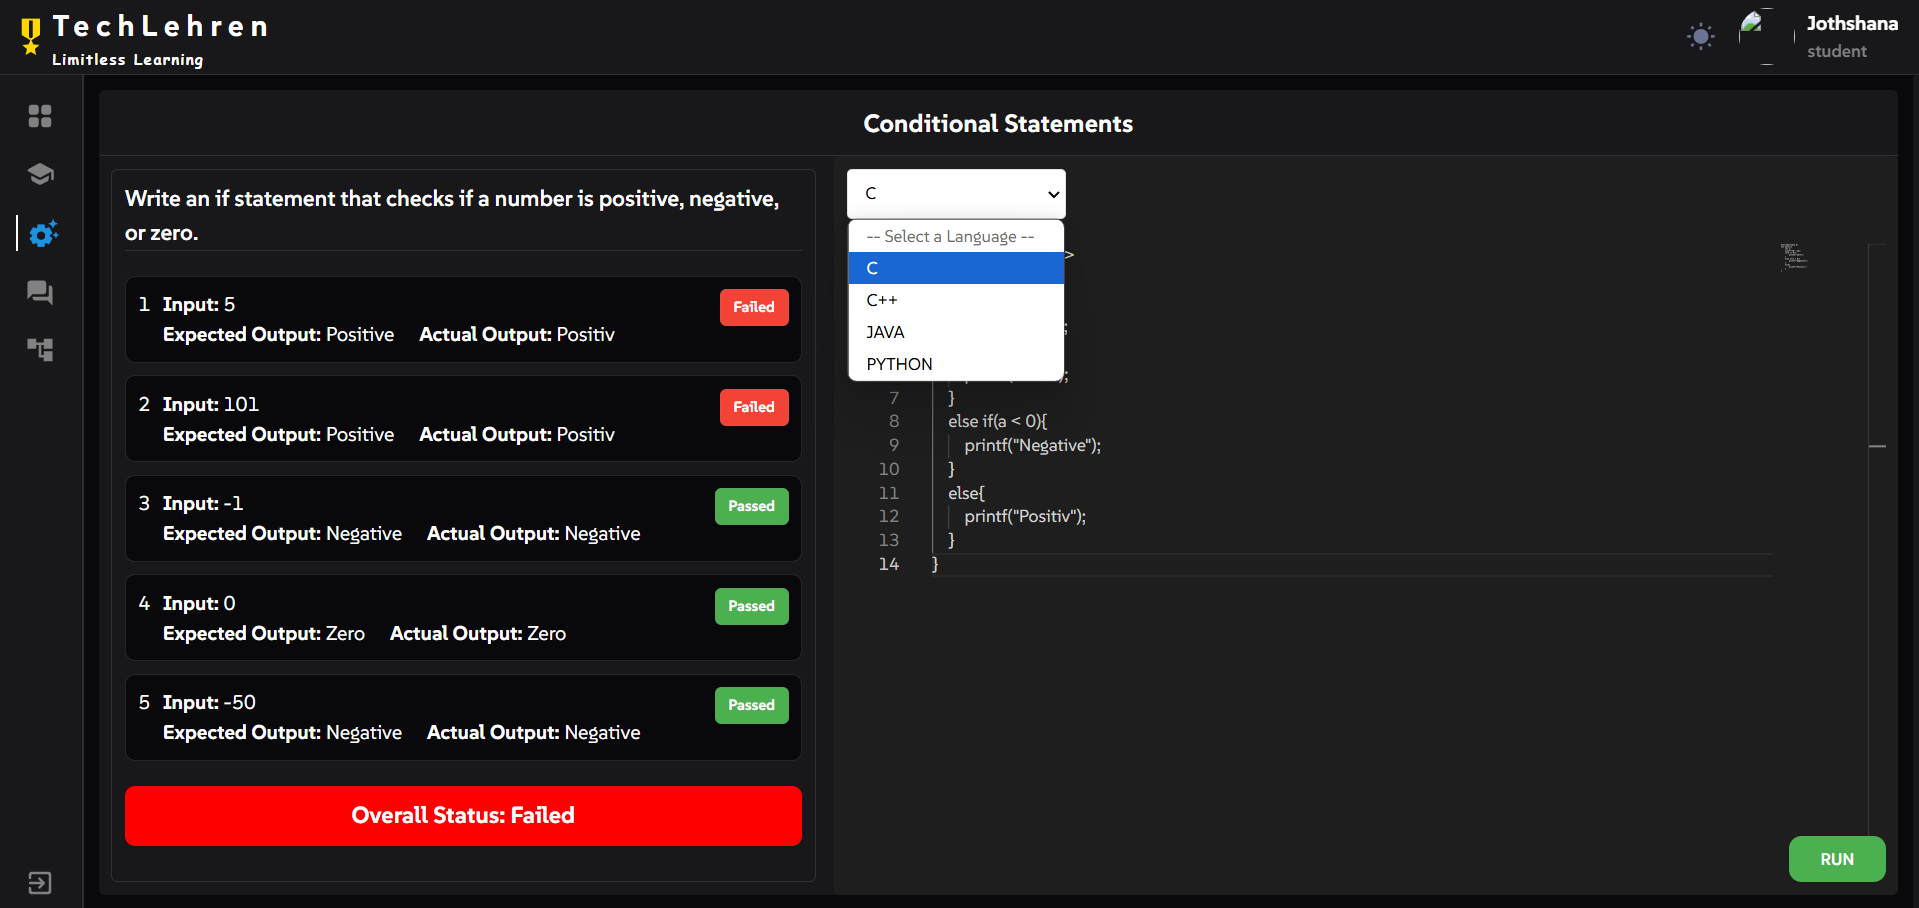 TechLehren
Limitless Learning
Jothshana
student
Conditional Statements
Write an if statement that checks if a number is positive, negative,
or zero.
1 Input: 5
Failed
Expected Output: Positive Actual Output: Positiv
2 Input: 101
Failed
Expected Output: Positive Actual Output: Positiv
3 Input: -1
Passed
Expected Output: Negative Actual Output: Negative
4 Input: 0
Passed
Expected Output: Zero Actual Output: Zero
5 Input: -50
Passed
Expected Output: Negative Actual Output: Negative
Overall Status: Failed
C
-- Select a Language --
C
C++
JAVA
PYTHON
>
;
);
7 }
8 else if(a < 0){
9 printf("Negative");
10 }
11 else{
12 printf("Positiv");
13 }
14 }
RUN